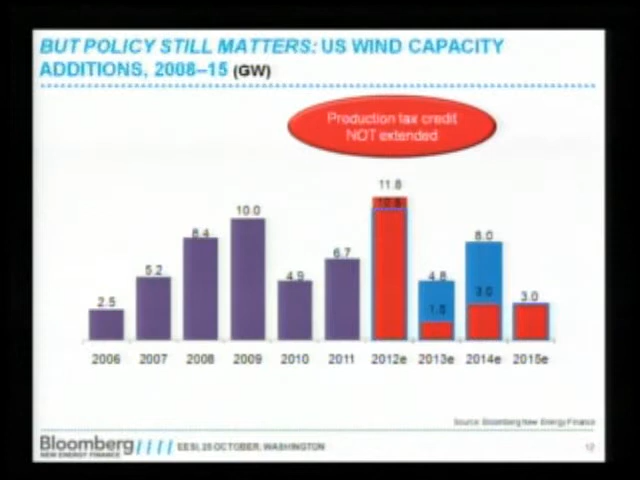 BUT POLICY STILL MATTERS: US WIND CAPACITY
ADDITIONS, 2008–15 (GW)
Production tax credit
NOT extended
2.5
5.2
8.4
10.0
4.9
6.7
11.8
4.8
1.5
8.0
3.0
3.0
2006 2007 2008 2009 2010 2011 2012e 2013e 2014e 2015e
Source: Bloomberg New Energy Finance
Bloomberg
NEW ENERGY FINANCE
//// EESI, 25 OCTOBER, WASHINGTON
12